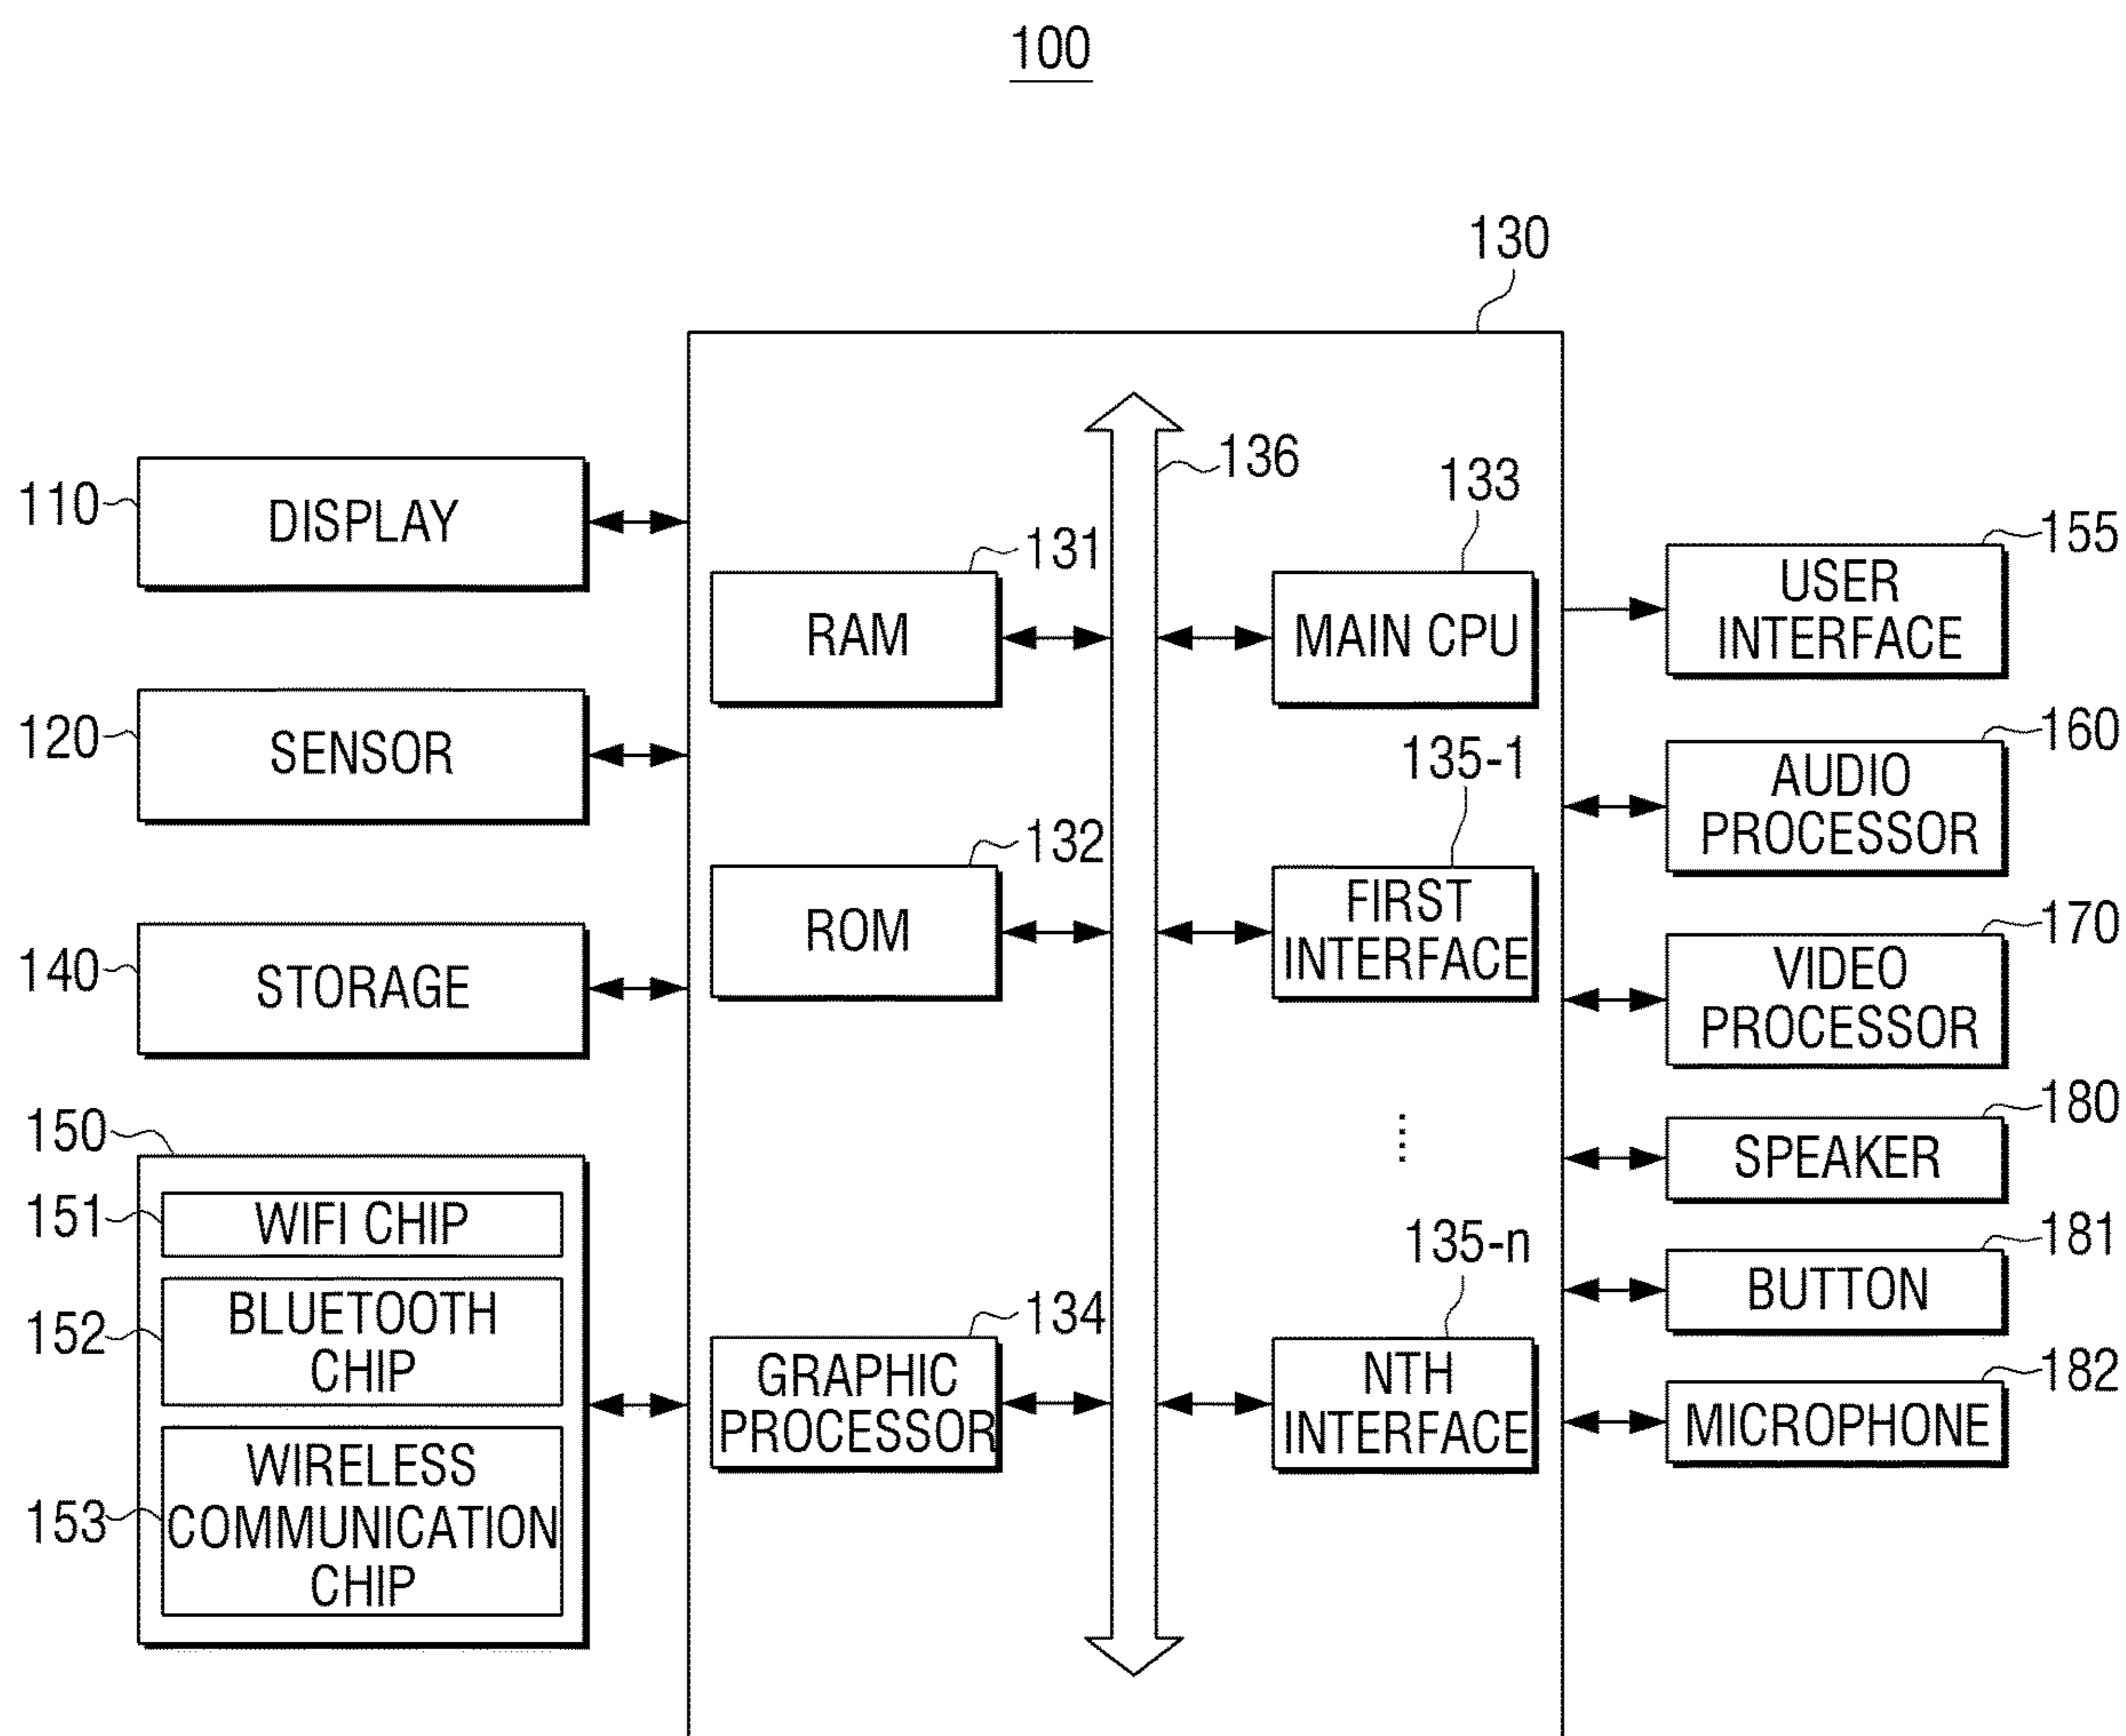 100
130
136
133
110
DISPLAY
131
RAM
MAIN CPU
155
USER
INTERFACE
120
SENSOR
135-1
160
AUDIO
PROCESSOR
132
ROM
FIRST
INTERFACE
140
STORAGE
170
VIDEO
PROCESSOR
150
151
WIFI CHIP
152
BLUETOOTH
CHIP
153
WIRELESS
COMMUNICATION
CHIP
134
GRAPHIC
PROCESSOR
135-n
NTH
INTERFACE
180
SPEAKER
181
BUTTON
182
MICROPHONE